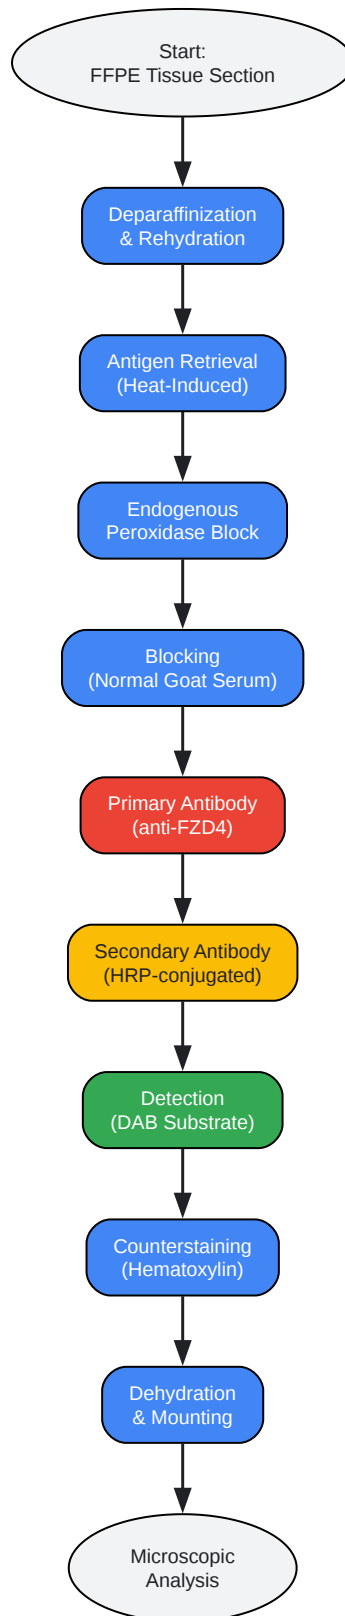 Start:
FFPE Tissue Section
Deparaffinization
& Rehydration
Antigen Retrieval
(Heat-Induced)
Endogenous
Peroxidase Block
Blocking
(Normal Goat Serum)
Primary Antibody
(anti-FZD4)
Secondary Antibody
(HRP-conjugated)
Detection
(DAB Substrate)
Counterstaining
(Hematoxylin)
Dehydration
& Mounting
Microscopic
Analysis